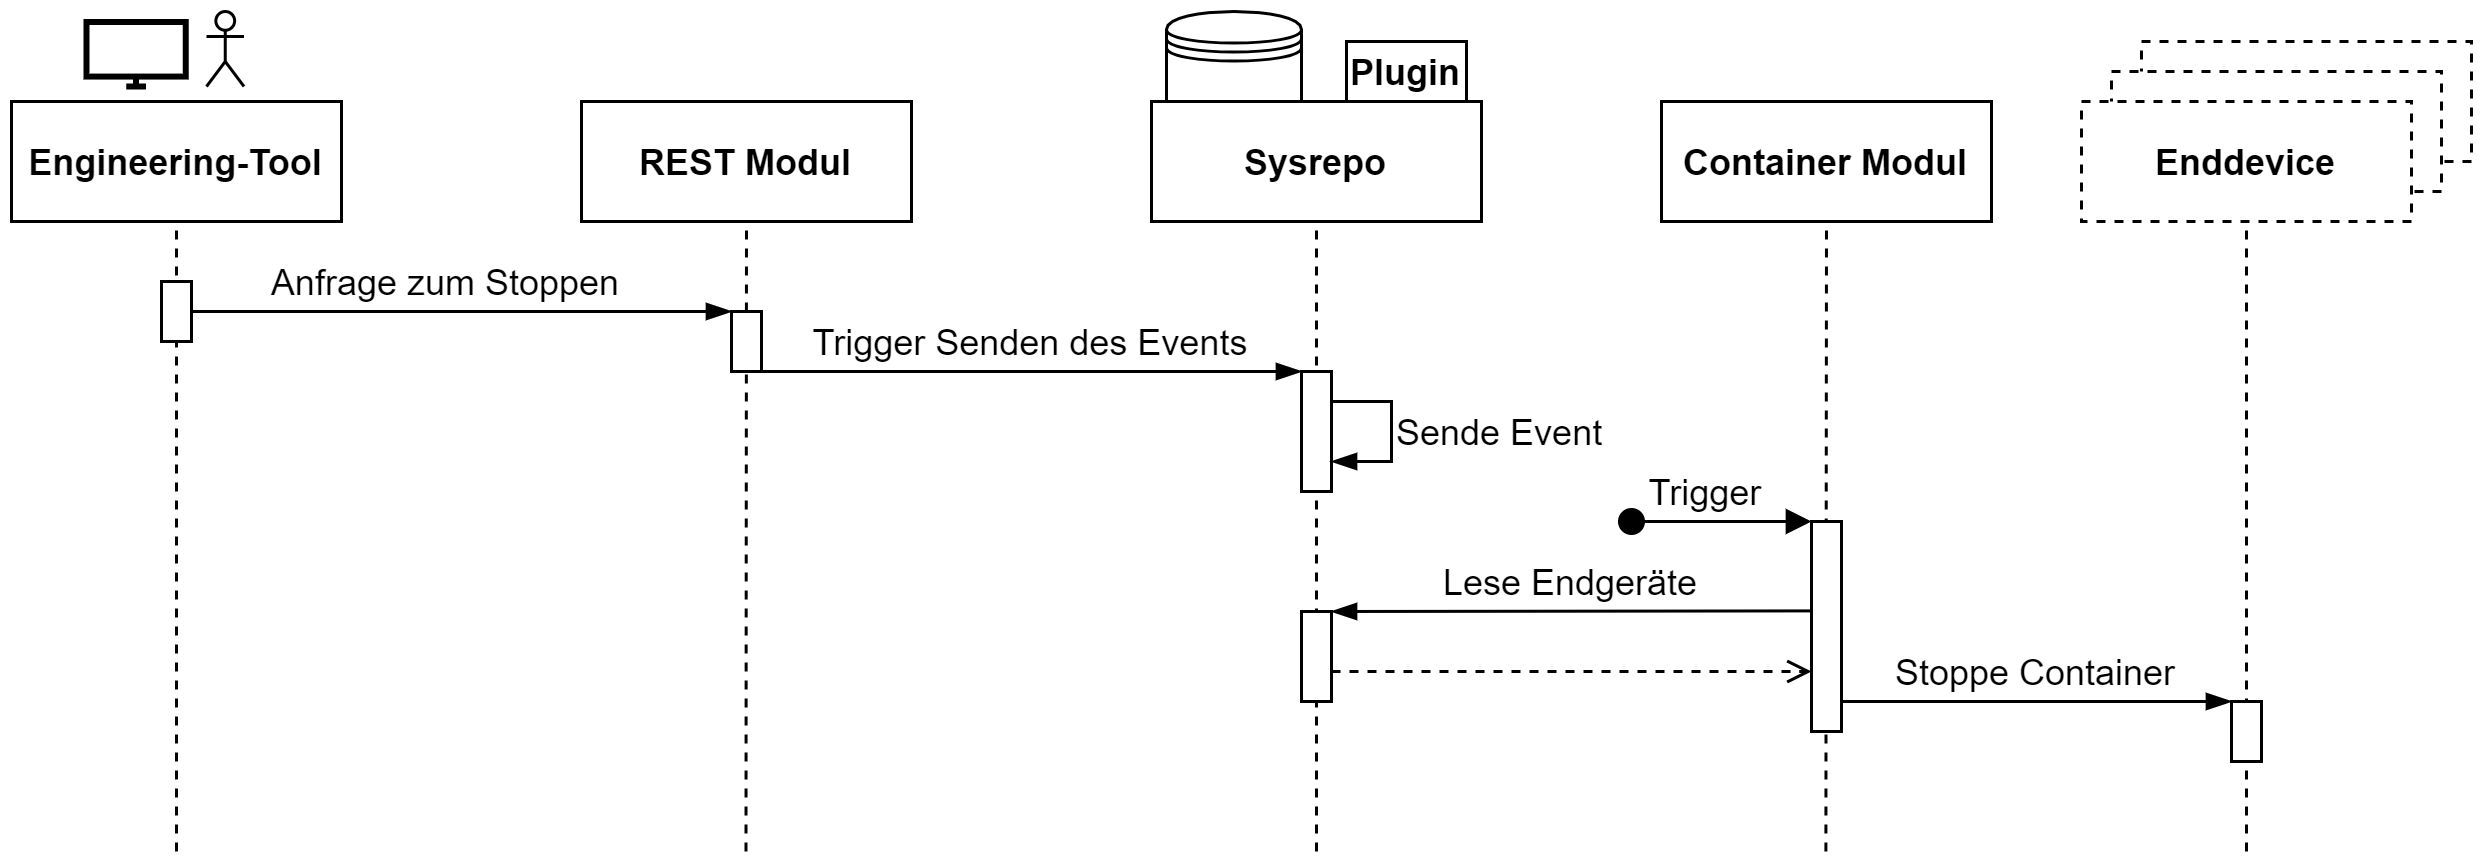 Plugin
Engineering-Tool
REST Modul
Sysrepo
Container Modul
Enddevice
Anfrage zum Stoppen
Trigger Senden des Events
Sende Event
Trigger
Lese Endgeräte
Stoppe Container